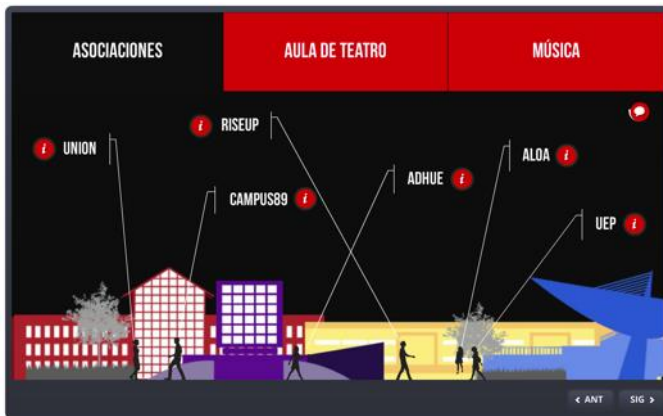 ASOCIACIONES
AULA DE TEATRO
MÚSICA
i RISEUP
i UNION
ALOA i
ADHUE i
CAMPUS89 i
UEP i
< ANT
SIG >